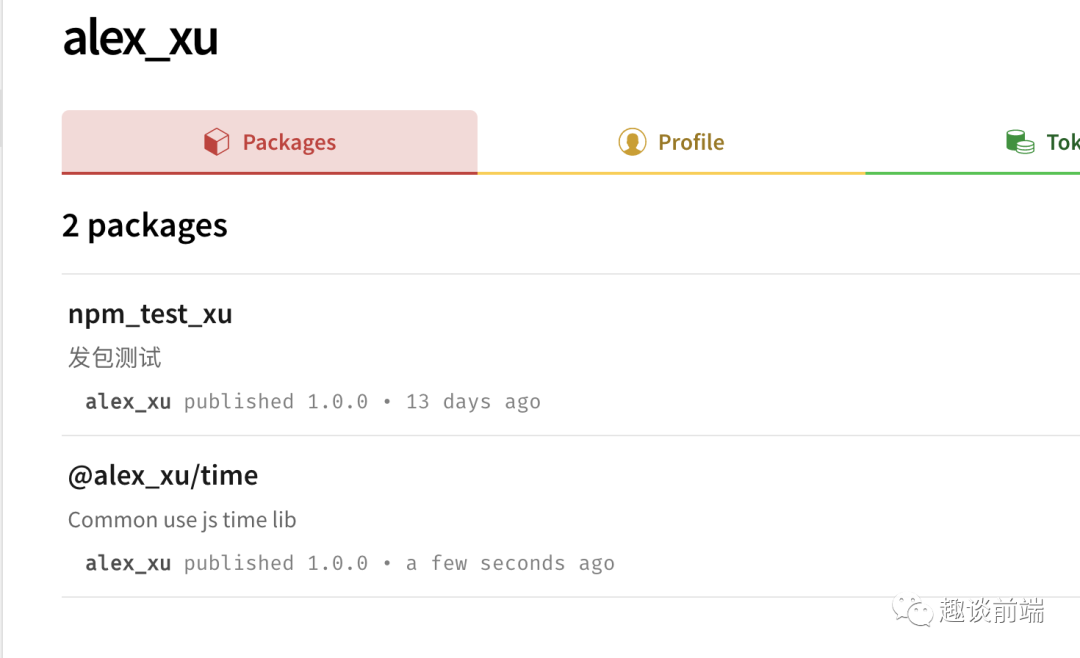 alex_xu
Packages
Profile
Tok
2 packages
npm_test_xu
发包测试
alex_xu published 1.0.0 • 13 days ago
@alex_xu/time
Common use js time lib
alex_xu published 1.0.0 • a few seconds ago
趣谈前端